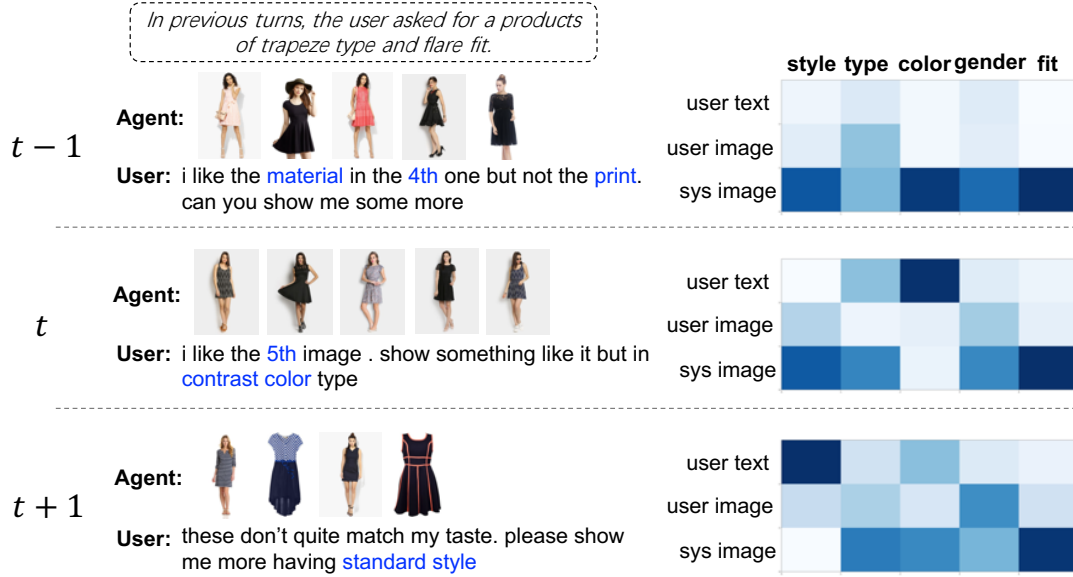 In previous turns, the user asked for a products
of trapeze type and flare fit.
style type color gender fit
t − 1
Agent:
User: i like the material in the 4th one but not the print.
can you show me some more
user text
user image
sys image
t
Agent:
User: i like the 5th image . show something like it but in
contrast color type
user text
user image
sys image
t + 1
Agent:
User: these don't quite match my taste. please show
me more having standard style
user text
user image
sys image